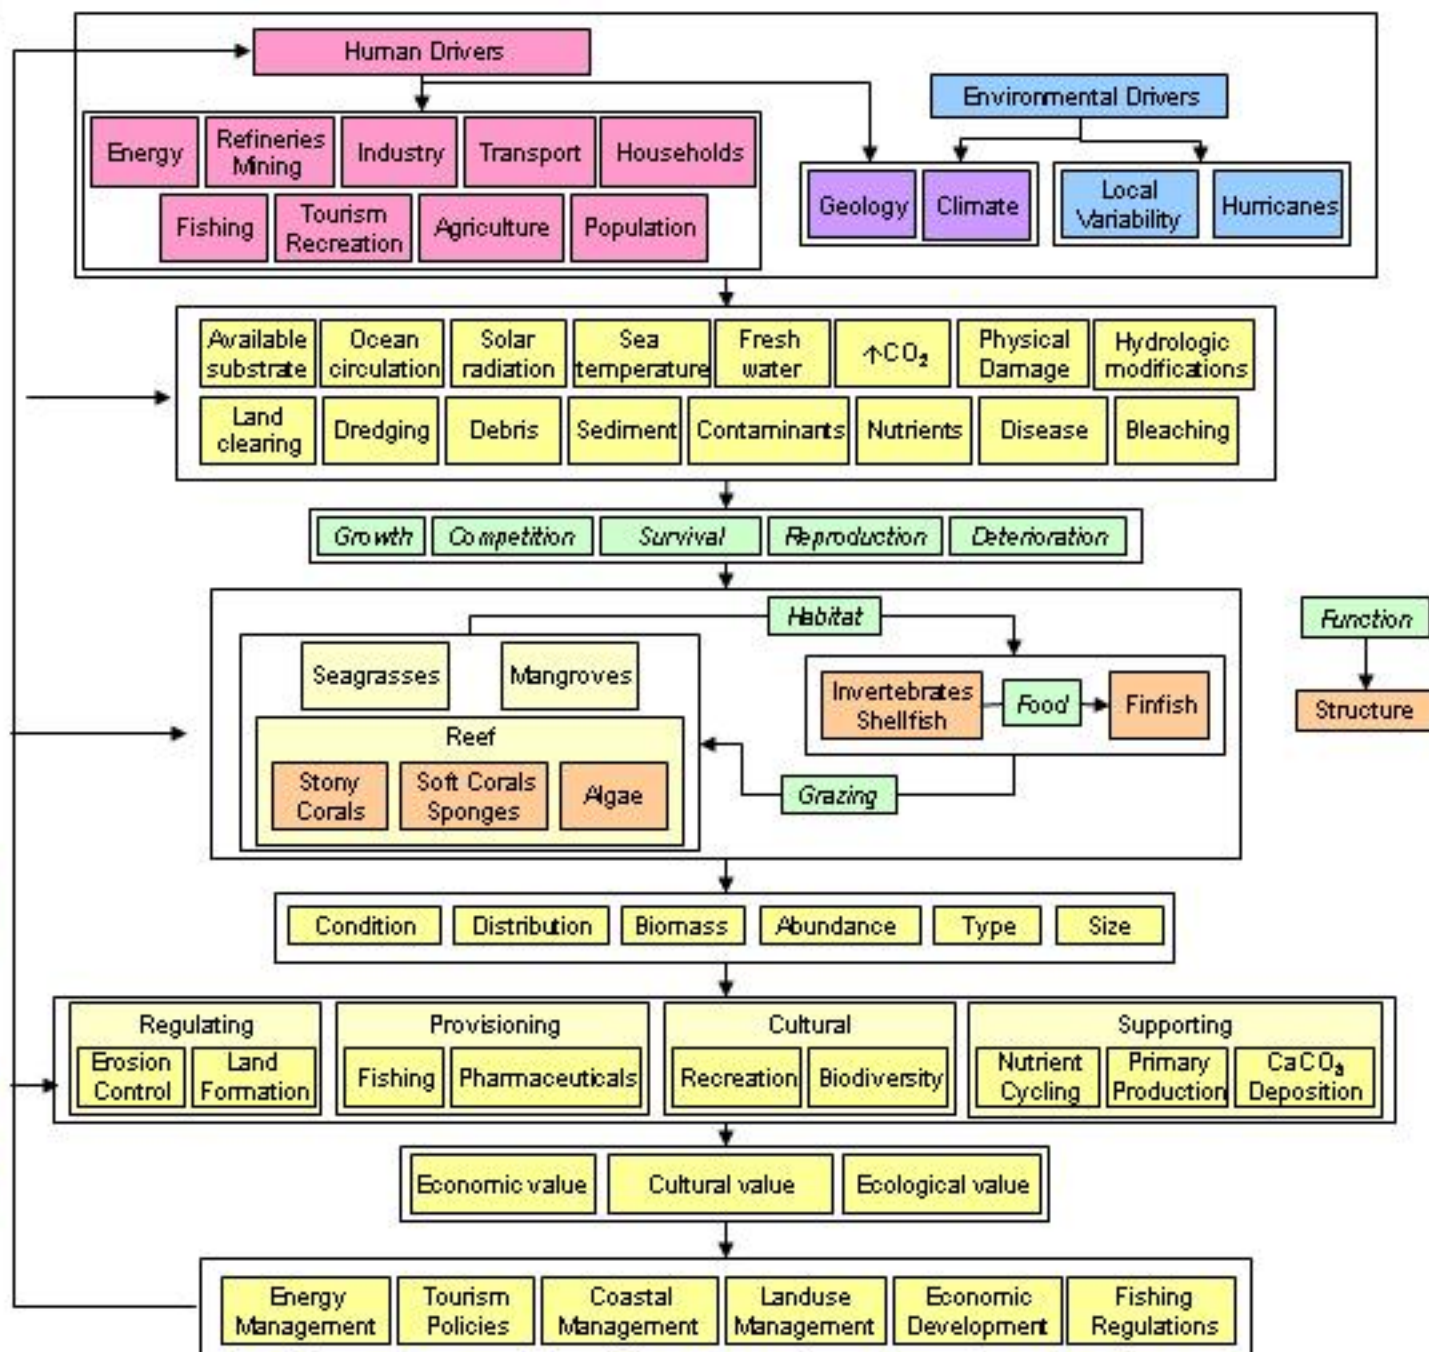 Human Drivers
Environmental Drivers
Energy
Refineries
Mining
Industry
Transport
Households
Fishing
Tourism
Recreation
Agriculture
Population
Geology
Climate
Local
Variability
Hurricanes
Available
substrate
Ocean
circulation
Solar
radiation
Sea
temperature
Fresh
water
↑CO₂
Physical
Damage
Hydrologic
modifications
Land
clearing
Dredging
Debris
Sediment
Contaminants
Nutrients
Disease
Bleaching
Growth
Competition
Survival
Reproduction
Deterioration
Habitat
Seagrasses
Mangroves
Invertebrates
Shellfish
Food
Finfish
Reef
Stony
Corals
Soft Corals
Sponges
Algae
Grazing
Function
Structure
Condition
Distribution
Biomass
Abundance
Type
Size
Regulating
Erosion
Control
Land
Formation
Provisioning
Fishing
Pharmaceuticals
Cultural
Recreation
Biodiversity
Supporting
Nutrient
Cycling
Primary
Production
CaCO₃
Deposition
Economic value
Cultural value
Ecological value
Energy
Management
Tourism
Policies
Coastal
Management
Landuse
Management
Economic
Development
Fishing
Regulations